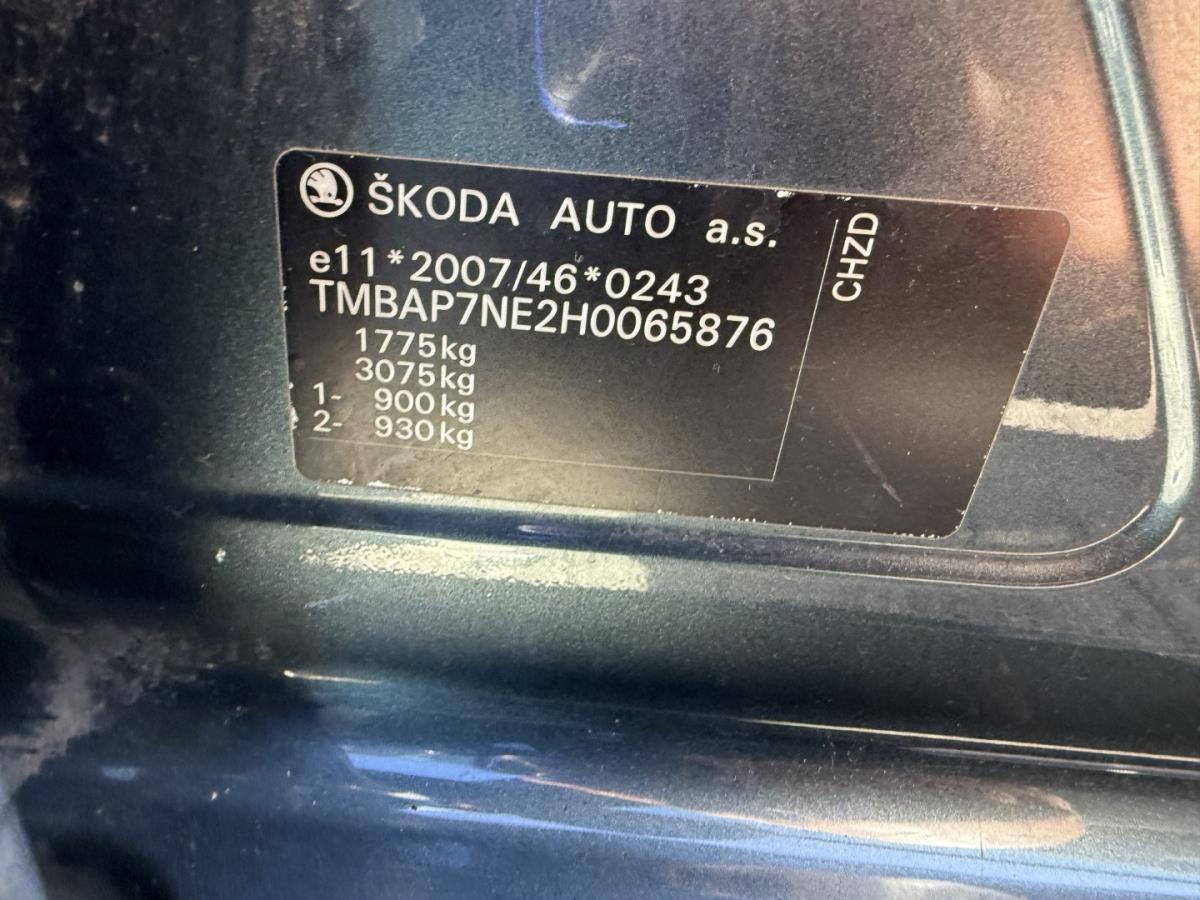 ŠKODA AUTO a.s.
e11*2007/46*0243
TMBAP7NE2H0065876
1775kg
3075kg
1- 900kg
2- 930kg
CHZD